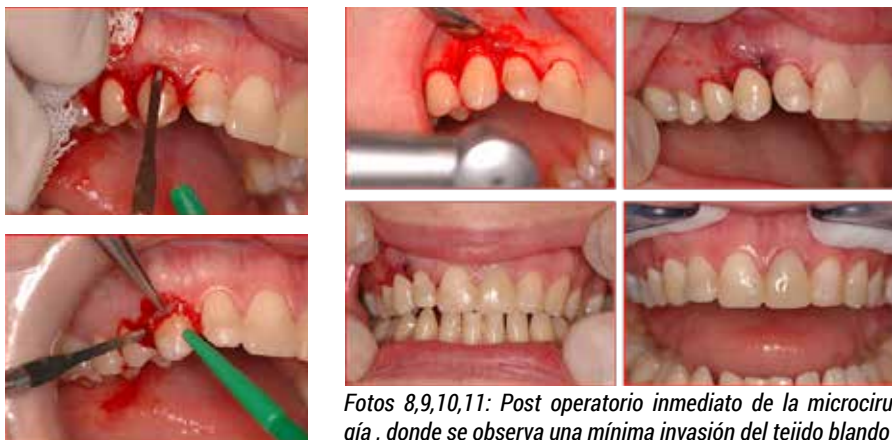 Fotos 8,9,10,11: Post operatorio inmediato de la microciru
gía , donde se observa una mínima invasión del tejido blando.